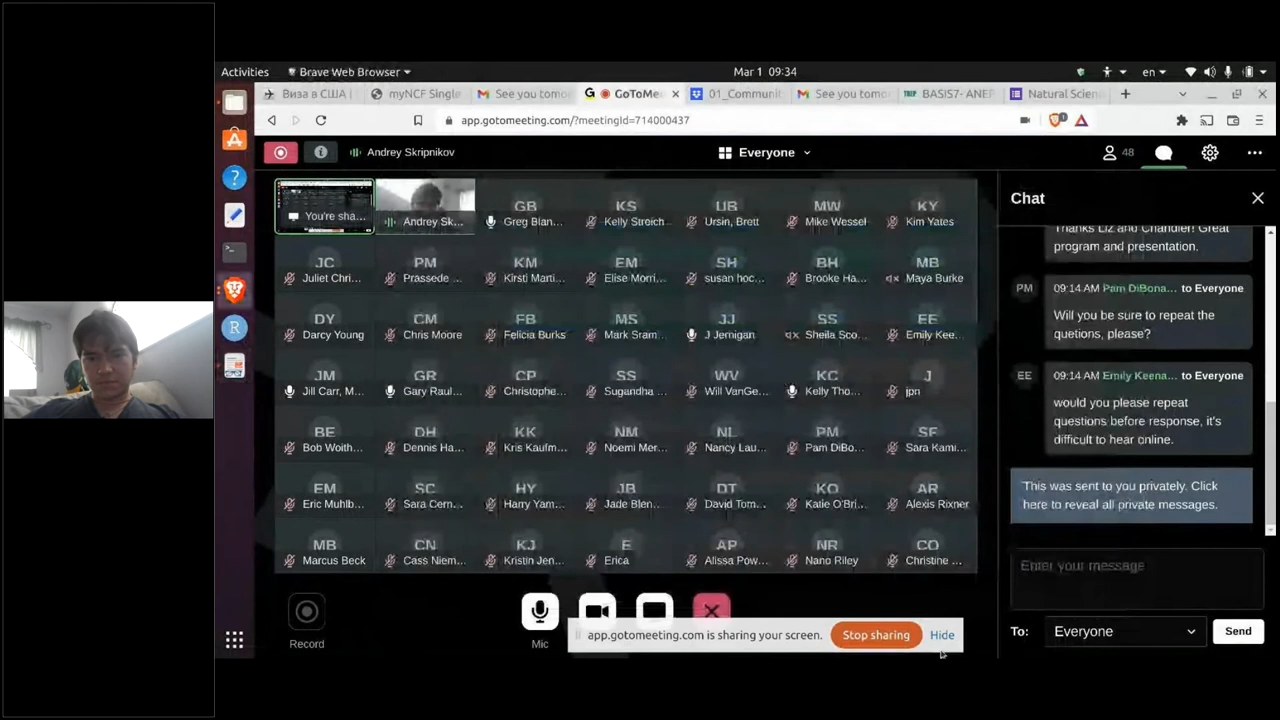 Activities
Brave Web Browser
Mar 1 09:34
en
Виза в США |
myNCF Single
See you tomo
G
GoToMee
01_Communit
See you tomo
TBEP
BASIS7- ANEP
Natural Scien
app.gotomeeting.com/?meetingId=714000437
1
Andrey Skripnikov
Everyone
48
Chat
You're sha...
Andrey Sk...
GB
Greg Blan...
KS
Kelly Streich
UB
Ursin, Brett
MW
Mike Wessel
KY
Kim Yates
JC
Juliet Chri...
PM
Prassede ...
KM
Kirsti Marti...
EM
Elise Morri...
SH
susan hoc...
BH
Brooke Ha...
MB
Maya Burke
DY
Darcy Young
CM
Chris Moore
FB
Felicia Burks
MS
Mark Sram...
JJ
J Jernigan
SS
Sheila Sco...
EE
Emily Kee...
JM
Jill Carr, M...
GR
Gary Raul...
CP
Christophe...
SS
Sugandha ...
WV
Will VanGe...
KC
Kelly Tho...
J
jpn
BE
Bob Woith...
DH
Dennis Ha...
KK
Kris Kaufm...
NM
Noemi Mer...
NL
Nancy Lau...
PM
Pam DiBo...
SF
Sara Kami...
EM
Eric Muhlb...
SC
Sara Cern...
HY
Harry Yam...
JB
Jade Blen...
DT
David Tom...
KO
Katie O'Bri...
AR
Alexis Rixner
MB
Marcus Beck
CN
Cass Niem...
KJ
Kristin Jen...
E
Erica
AP
Alissa Pow...
NR
Nano Riley
CO
Christine ...
Thanks Liz and Chandler! Great
program and presentation.
PM
09:14 AM Pam DiBona... to Everyone
Will you be sure to repeat the
quetions, please?
EE
09:14 AM Emily Keena... to Everyone
would you please repeat
questions before response, it's
difficult to hear online.
This was sent to you privately. Click
here to reveal all private messages.
Enter your message
To:
Everyone
Send
Record
Mic
app.gotomeeting.com is sharing your screen.
Stop sharing
Hide